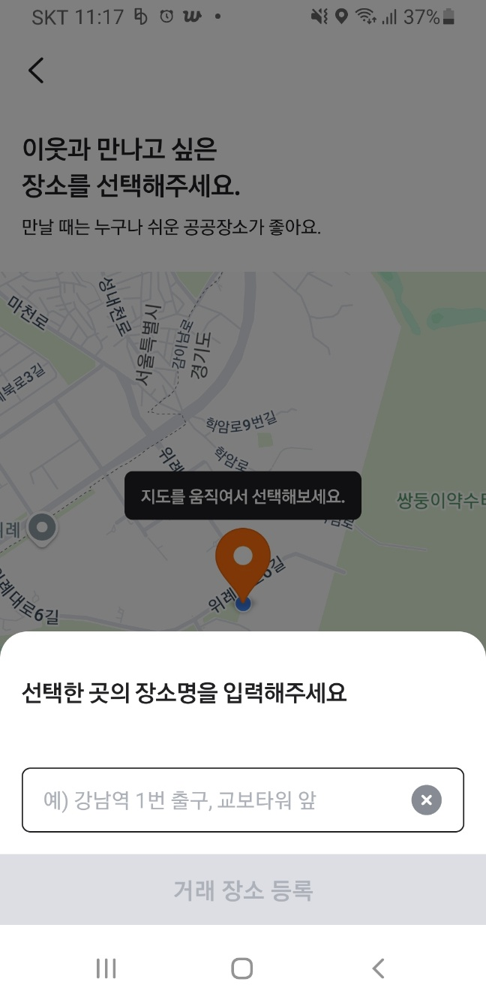 SKT 11:17
37%
이웃과 만나고 싶은
장소를 선택해주세요.
만날 때는 누구나 쉬운 공공장소가 좋아요.
마천로
성내천로
서울특별시
감이남로
경기도
북로3길
학암로9번길
학암로
위례
지도를 움직여서 선택해보세요.
쌍둥이약수
례
위례
6길
례대로6길
선택한 곳의 장소명을 입력해주세요
예) 강남역 1번 출구, 교보타워 앞
거래 장소 등록